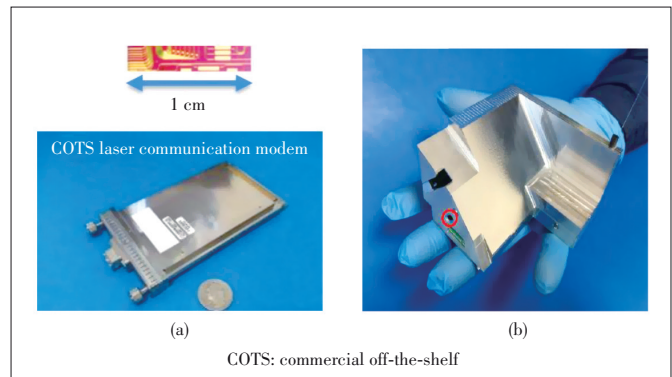 1 cm
COTS laser communication modem
(a)
(b)
COTS: commercial off-the-shelf